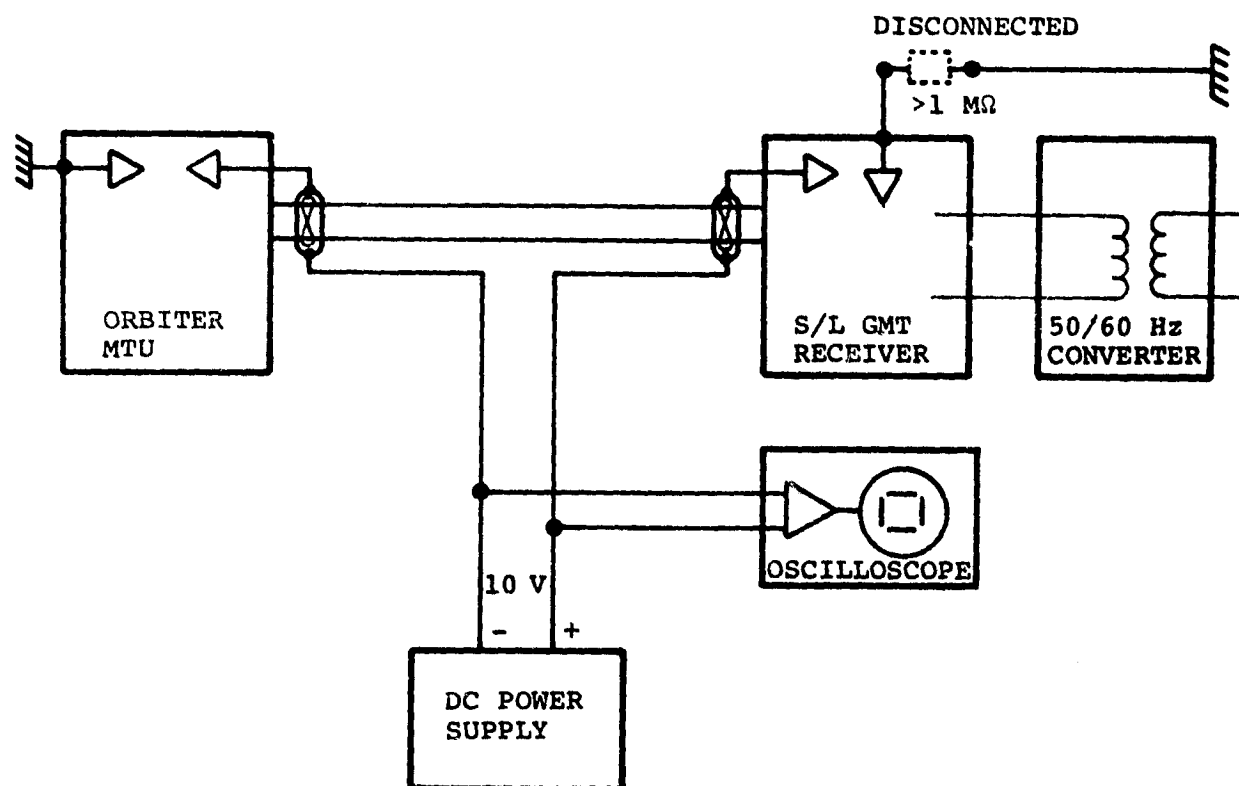 DISCONNECTED
>1 MΩ
ORBITER
MTU
S/L GMT
RECEIVER
50/60 Hz
CONVERTER
OSCILLOSCOPE
10 V
- +
DC POWER
SUPPLY